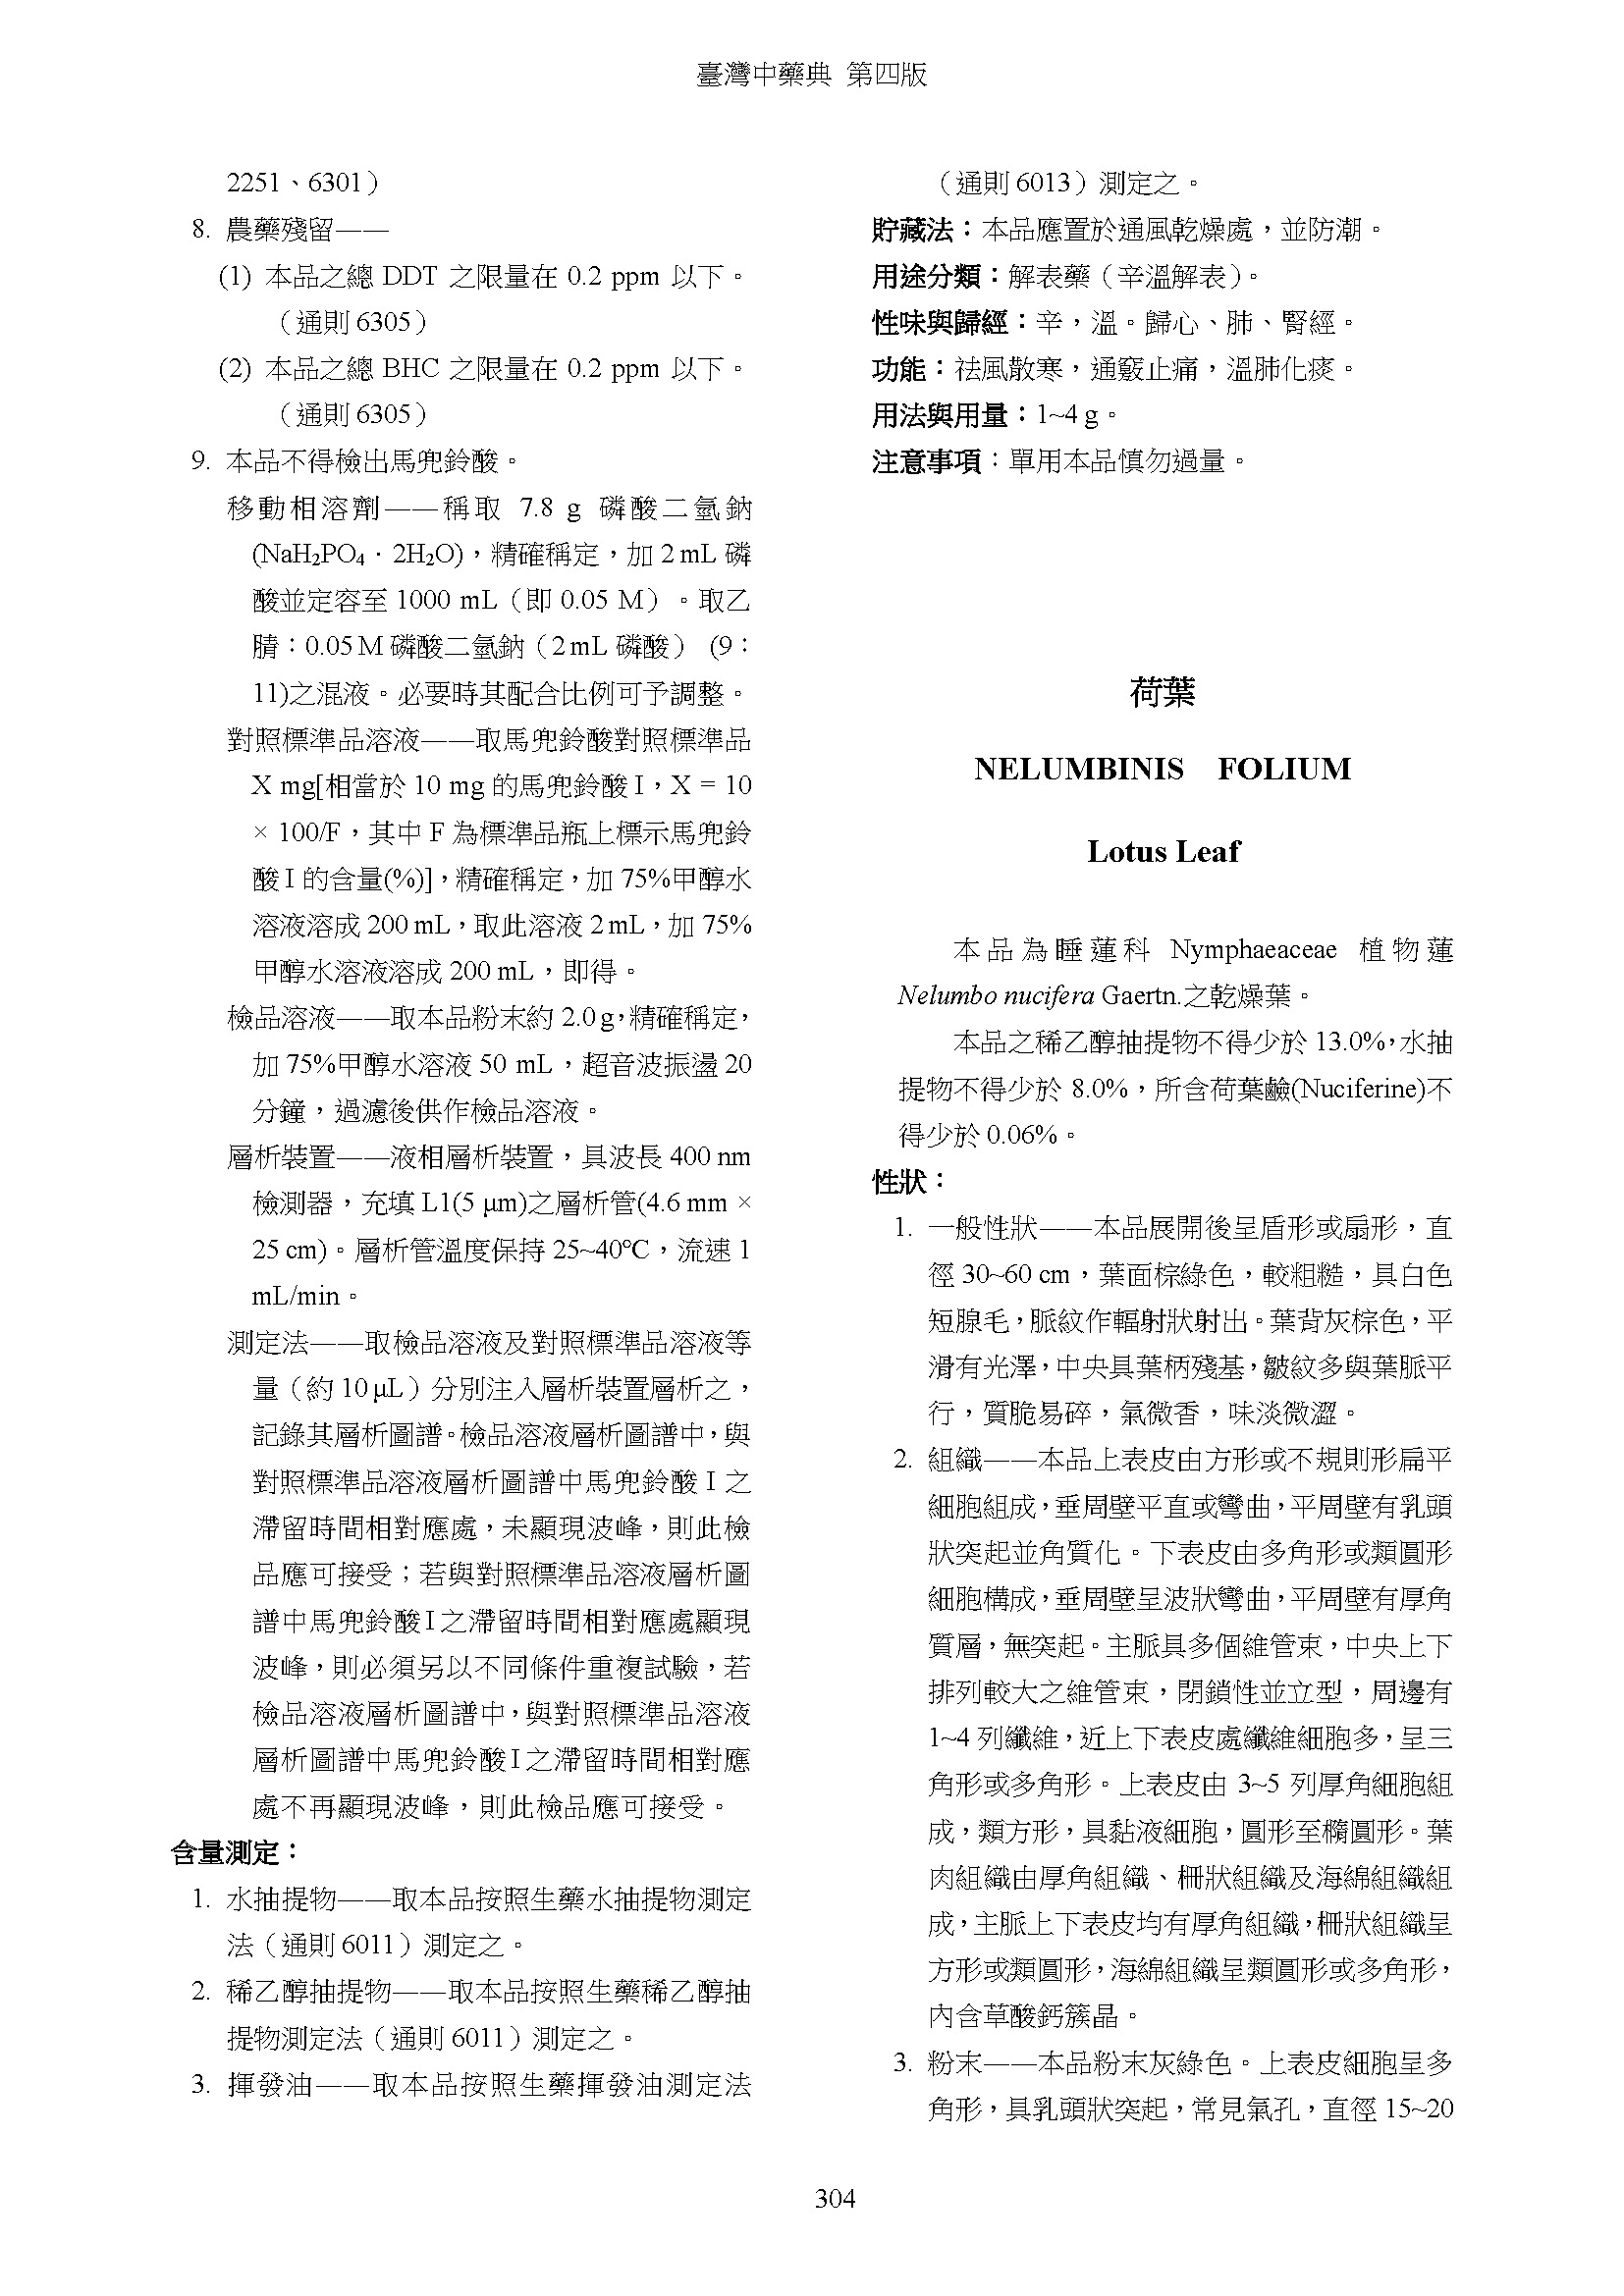 臺灣中藥典 第四版
2251、6301）
8. 農藥殘留——
(1) 本品之總 DDT 之限量在 0.2 ppm 以下。
（通則 6305）
(2) 本品之總 BHC 之限量在 0.2 ppm 以下。
（通則 6305）
9. 本品不得檢出馬兜鈴酸。
移動相溶劑——稱取 7.8 g 磷酸二氫鈉
(NaH₂PO₄．2H₂O)，精確稱定，加 2 mL 磷
酸並定容至 1000 mL（即 0.05 M）。取乙
腈：0.05 M 磷酸二氫鈉（2 mL 磷酸） (9：
11)之混液。必要時其配合比例可予調整。
對照標準品溶液——取馬兜鈴酸對照標準品
X mg[相當於 10 mg 的馬兜鈴酸 I，X = 10
× 100/F，其中 F 為標準品瓶上標示馬兜鈴
酸 I 的含量(%)]，精確稱定，加 75%甲醇水
溶液溶成 200 mL，取此溶液 2 mL，加 75%
甲醇水溶液溶成 200 mL，即得。
檢品溶液——取本品粉末約 2.0 g，精確稱定，
加 75%甲醇水溶液 50 mL，超音波振盪 20
分鐘，過濾後供作檢品溶液。
層析裝置——液相層析裝置，具波長 400 nm
檢測器，充填 L1(5 μm)之層析管(4.6 mm ×
25 cm)。層析管溫度保持 25~40℃，流速 1
mL/min。
測定法——取檢品溶液及對照標準品溶液等
量（約 10 μL）分別注入層析裝置層析之，
記錄其層析圖譜。檢品溶液層析圖譜中，與
對照標準品溶液層析圖譜中馬兜鈴酸 I 之
滯留時間相對應處，未顯現波峰，則此檢
品應可接受；若與對照標準品溶液層析圖
譜中馬兜鈴酸 I 之滯留時間相對應處顯現
波峰，則必須另以不同條件重複試驗，若
檢品溶液層析圖譜中，與對照標準品溶液
層析圖譜中馬兜鈴酸 I 之滯留時間相對應
處不再顯現波峰，則此檢品應可接受。
含量測定：
1. 水抽提物——取本品按照生藥水抽提物測定
法（通則 6011）測定之。
2. 稀乙醇抽提物——取本品按照生藥稀乙醇抽
提物測定法（通則 6011）測定之。
3. 揮發油——取本品按照生藥揮發油測定法
（通則 6013）測定之。
貯藏法：本品應置於通風乾燥處，並防潮。
用途分類：解表藥（辛溫解表）。
性味與歸經：辛，溫。歸心、肺、腎經。
功能：祛風散寒，通竅止痛，溫肺化痰。
用法與用量：1~4 g。
注意事項：單用本品慎勿過量。
荷葉
NELUMBINIS FOLIUM
Lotus Leaf
本品為睡蓮科 Nymphaeaceae 植物蓮
Nelumbo nucifera Gaertn.之乾燥葉。
本品之稀乙醇抽提物不得少於 13.0%，水抽
提物不得少於 8.0%，所含荷葉鹼(Nuciferine)不
得少於 0.06%。
性狀：
1. 一般性狀——本品展開後呈盾形或扇形，直
徑 30~60 cm，葉面棕綠色，較粗糙，具白色
短腺毛，脈紋作輻射狀射出。葉背灰棕色，平
滑有光澤，中央具葉柄殘基，皺紋多與葉脈平
行，質脆易碎，氣微香，味淡微澀。
2. 組織——本品上表皮由方形或不規則形扁平
細胞組成，垂周壁平直或彎曲，平周壁有乳頭
狀突起並角質化。下表皮由多角形或類圓形
細胞構成，垂周壁呈波狀彎曲，平周壁有厚角
質層，無突起。主脈具多個維管束，中央上下
排列較大之維管束，閉鎖性並立型，周邊有
1~4 列纖維，近上下表皮處纖維細胞多，呈三
角形或多角形。上表皮由 3~5 列厚角細胞組
成，類方形，具黏液細胞，圓形至橢圓形。葉
肉組織由厚角組織、柵狀組織及海綿組織組
成，主脈上下表皮均有厚角組織，柵狀組織呈
方形或類圓形，海綿組織呈類圓形或多角形，
內含草酸鈣簇晶。
3. 粉末——本品粉末灰綠色。上表皮細胞呈多
角形，具乳頭狀突起，常見氣孔，直徑 15~20
304